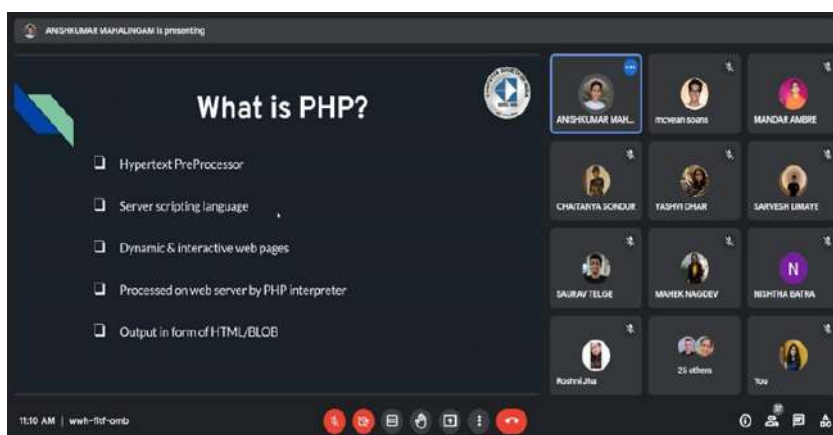 ANISHKUMAR MAHALINGAM is presenting
What is PHP?
Hypertext PreProcessor
Server scripting language
Dynamic & interactive web pages
Processed on web server by PHP interpreter
Output in form of HTML/BLOB
ANISHKUMAR MAH...
mcvean soans
MANDAR AMBRE
CHAITANYA SONDUR
YASHVI DHAR
SARVESH LIMAYE
SAURAV TELGE
MAHEK NAGDEV
N
NISHTHA BATRA
Roshni Jha
25 others
You
11:10 AM | wwh-fitf-omb
37